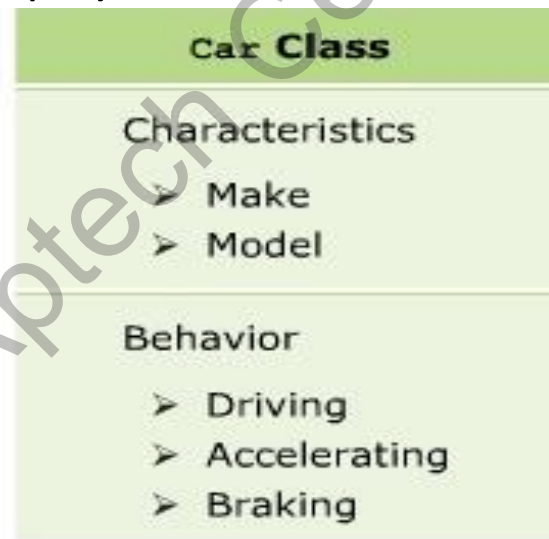 Car Class
Characteristics
➢ Make
➢ Model
Behavior
➢ Driving
➢ Accelerating
➢ Braking